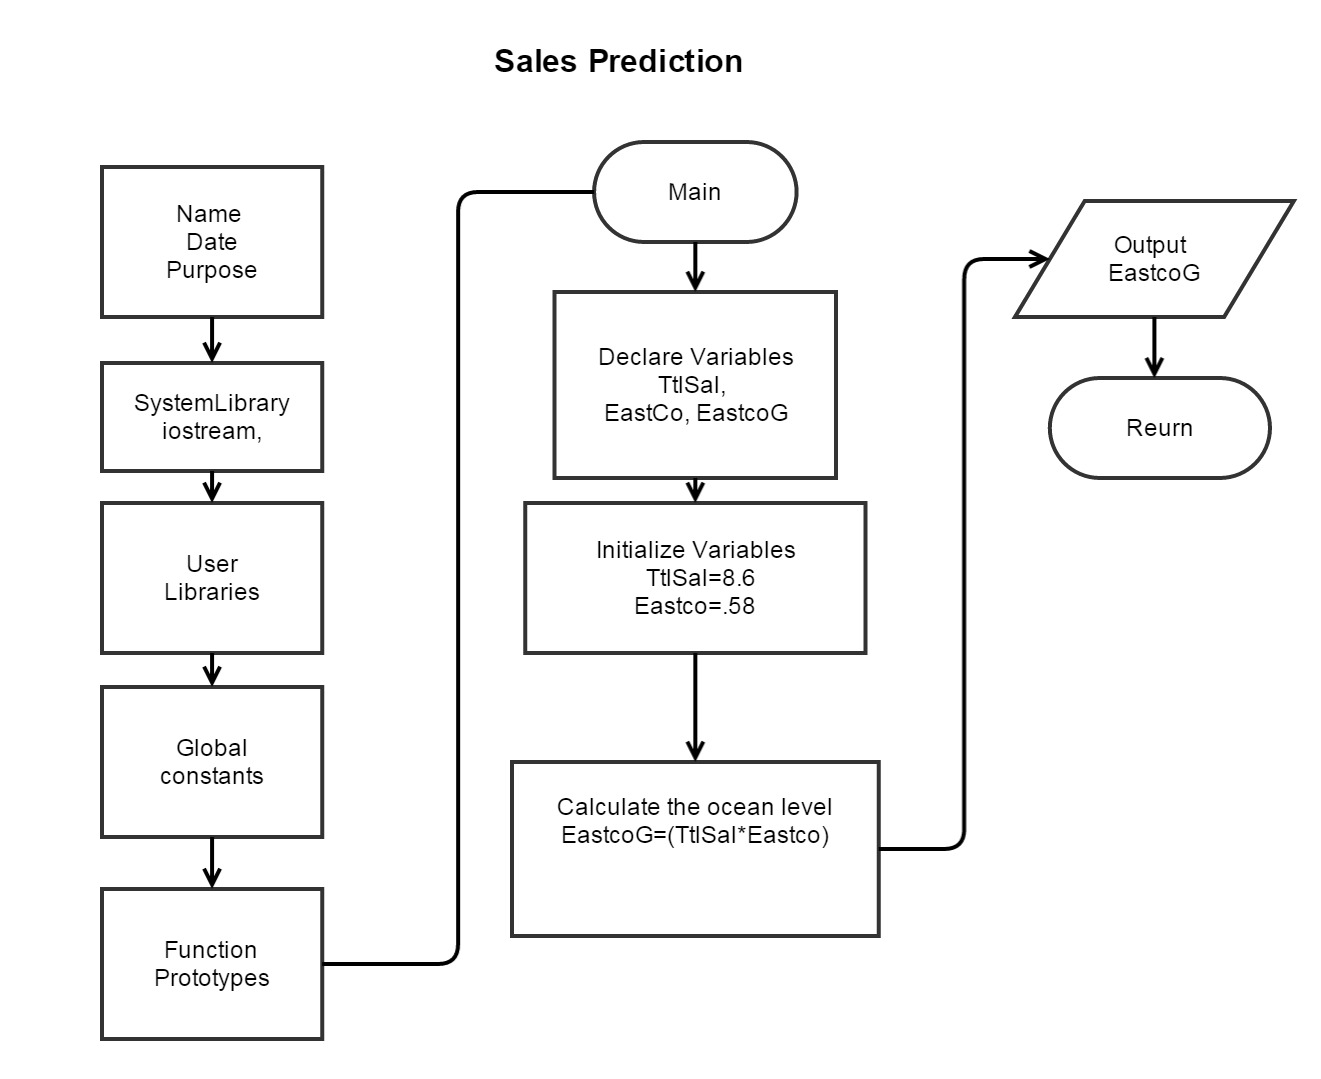 Sales Prediction
Name
Date
Purpose
SystemLibrary
iostream,
User
Libraries
Global
constants
Function
Prototypes
Main
Declare Variables
TtlSal,
EastCo, EastcoG
Initialize Variables
TtlSal=8.6
Eastco=.58
Calculate the ocean level
EastcoG=(TtlSal*Eastco)
Output
EastcoG
Reurn